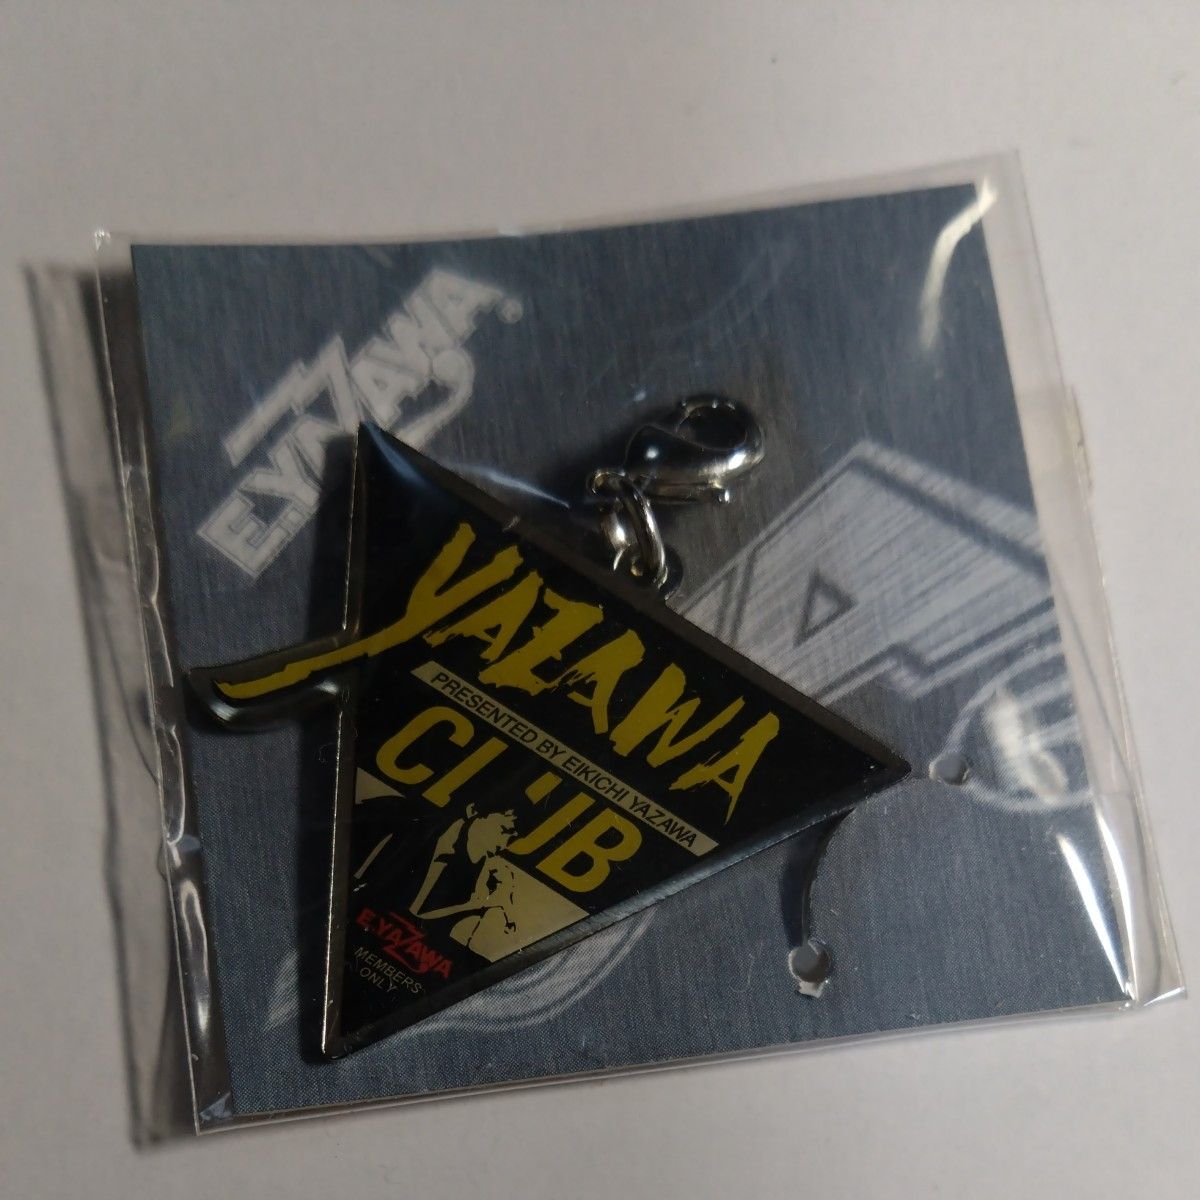 E.YAZAWA
YAZAWA
PRESENTED BY EIKICHI YAZAWA
CLUB
E.YAZAWA
MEMBERS
ONLY